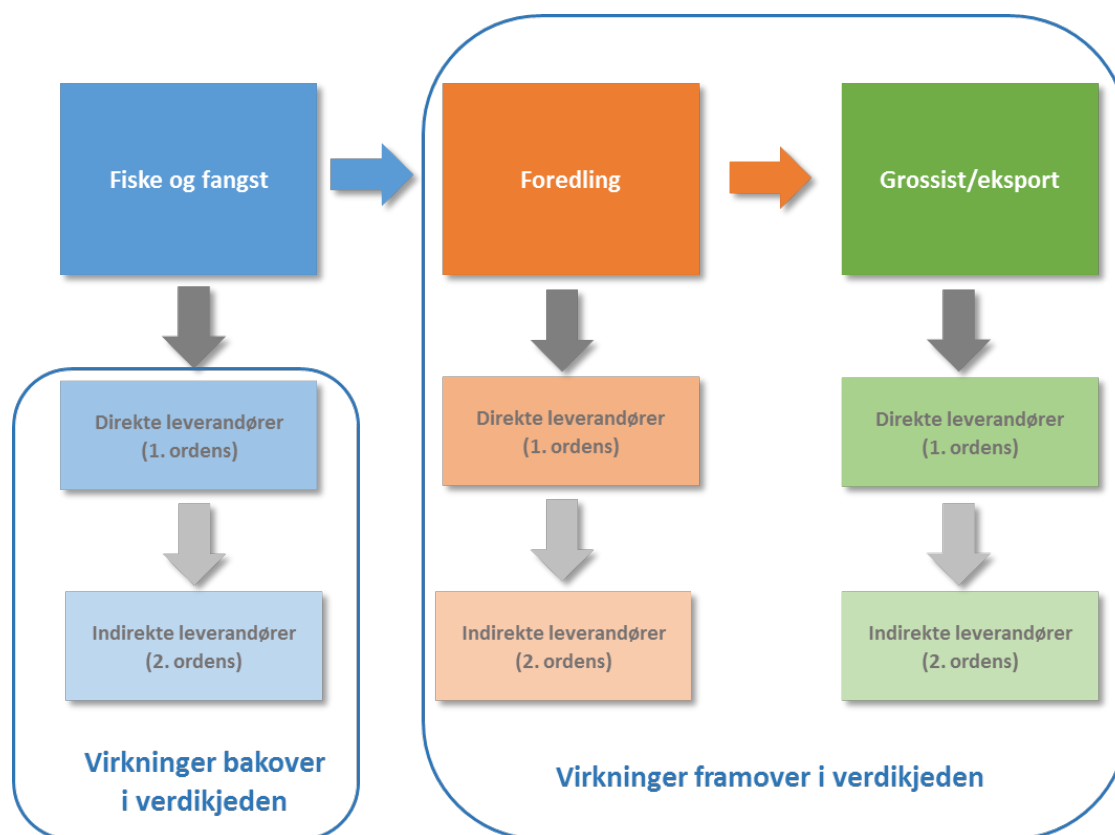 Fiske og fangst
Foredling
Grossist/eksport
Direkte leverandører
(1. ordens)
Direkte leverandører
(1. ordens)
Direkte leverandører
(1. ordens)
Indirekte leverandører
(2. ordens)
Indirekte leverandører
(2. ordens)
Indirekte leverandører
(2. ordens)
Virkninger bakover
i verdikjeden
Virkninger framover i verdikjeden